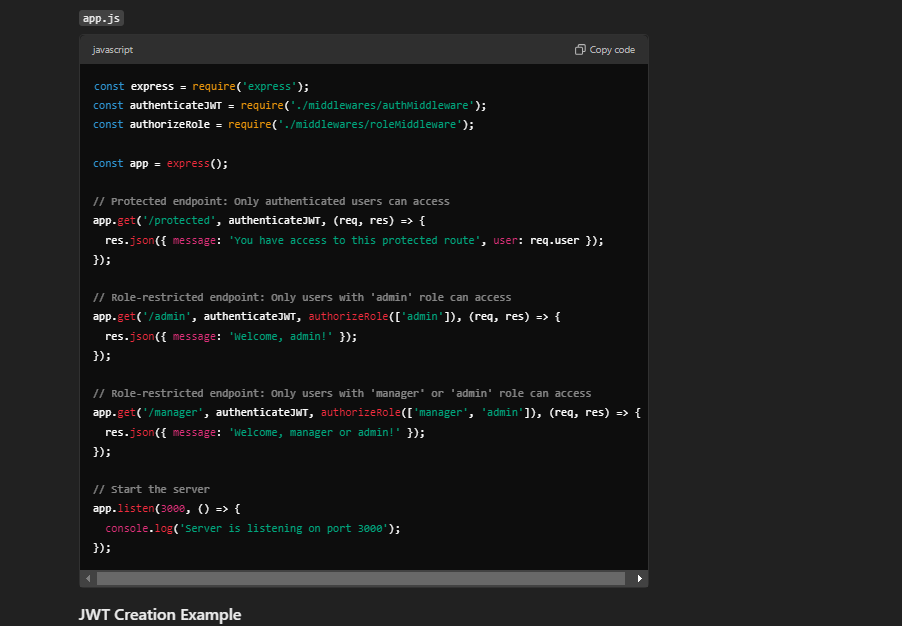 app.js
javascript
Copy code
const express = require('express');
const authenticateJWT = require('./middlewares/authMiddleware');
const authorizeRole = require('./middlewares/roleMiddleware');
const app = express();
// Protected endpoint: Only authenticated users can access
app.get('/protected', authenticateJWT, (req, res) => {
  res.json({ message: 'You have access to this protected route', user: req.user });
});
// Role-restricted endpoint: Only users with 'admin' role can access
app.get('/admin', authenticateJWT, authorizeRole(['admin']), (req, res) => {
  res.json({ message: 'Welcome, admin!' });
});
// Role-restricted endpoint: Only users with 'manager' or 'admin' role can access
app.get('/manager', authenticateJWT, authorizeRole(['manager', 'admin']), (req, res) => {
  res.json({ message: 'Welcome, manager or admin!' });
});
// Start the server
app.listen(3000, () => {
  console.log('Server is listening on port 3000');
});
JWT Creation Example